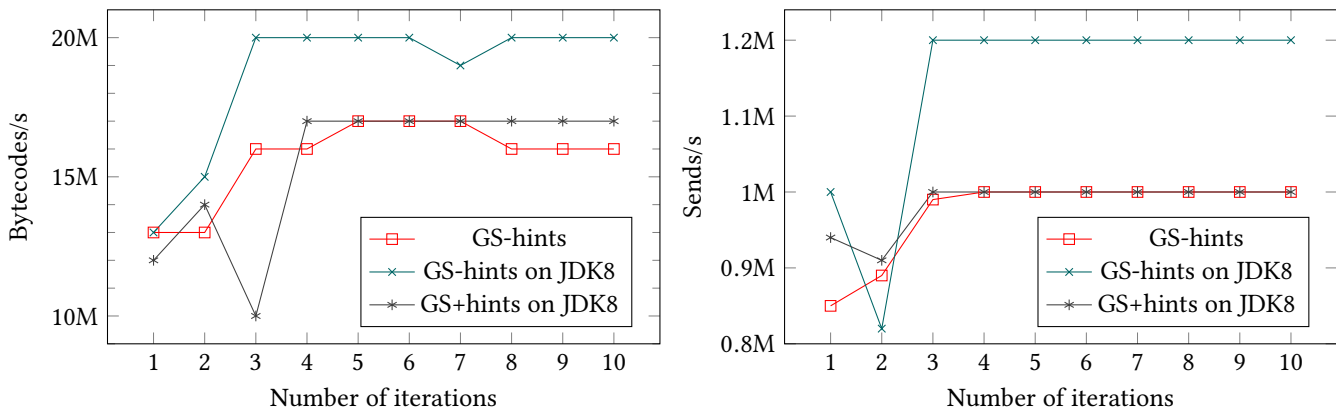 20M
15M
10M
Bytecodes/s
GS-hints
GS-hints on JDK8
GS+hints on JDK8
1 2 3 4 5 6 7 8 9 10
Number of iterations
1.2M
1.1M
1M
0.9M
0.8M
Sends/s
GS-hints
GS-hints on JDK8
GS+hints on JDK8
1 2 3 4 5 6 7 8 9 10
Number of iterations